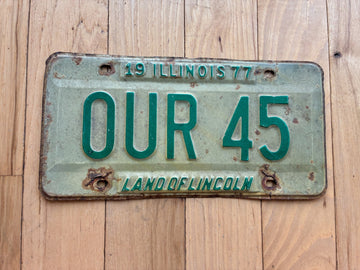 19 ILLINOIS 77
OUR 45
LAND OF LINCOLN